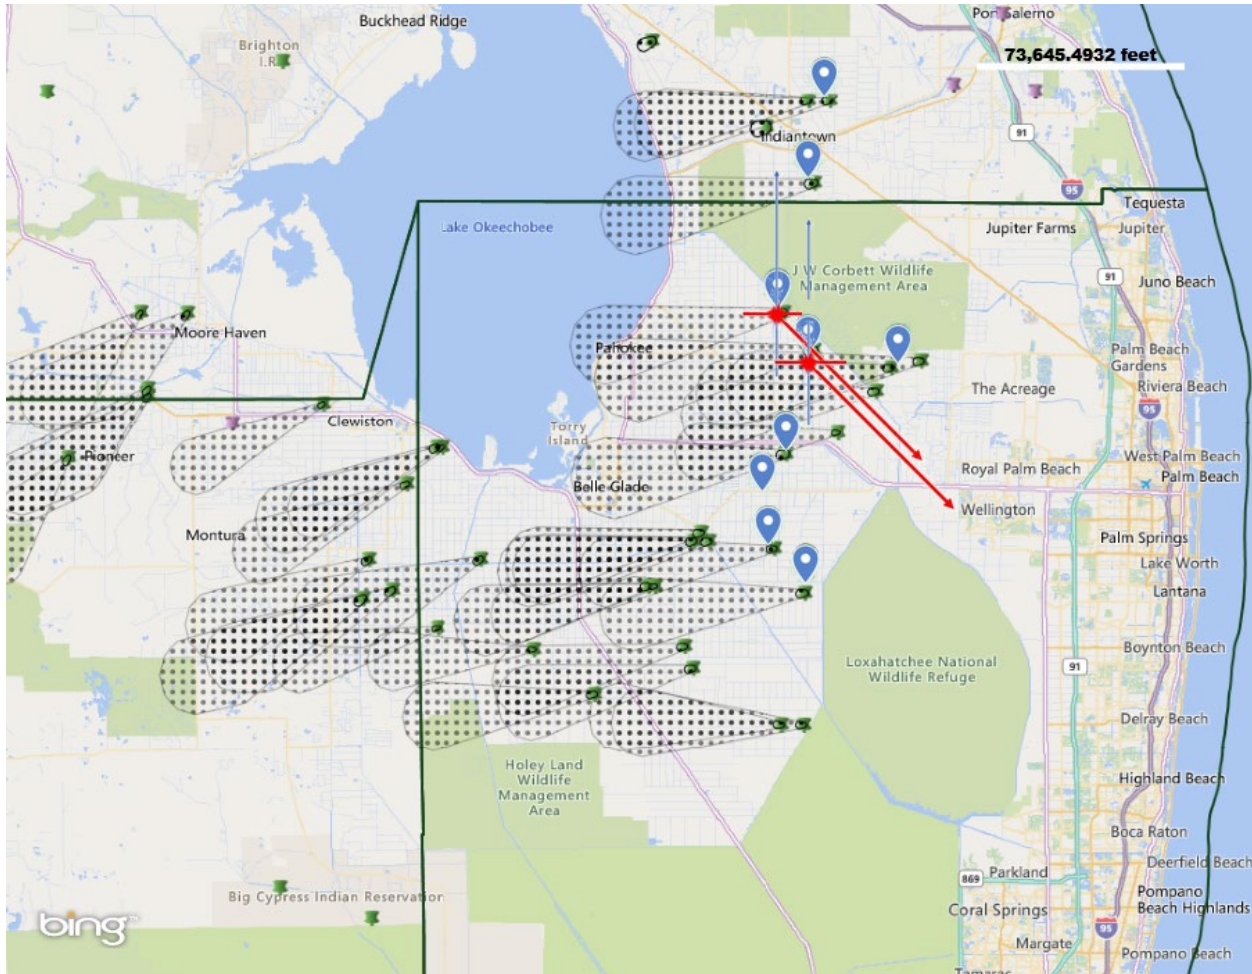 Buckhead Ridge
Port Salerno
Brighton
I.R.
73,645.4932 feet
Indiantown
91
95
Tequesta
Lake Okeechobee
Jupiter Farms
Jupiter
J W Corbett Wildlife
Management Area
91
Juno Beach
Moore Haven
Pahokee
Palm Beach
Gardens
The Acreage
Riviera Beach
95
Clewiston
Torry
Island
Pioneer
West Palm Beach
Royal Palm Beach
Palm Beach
Belle Glade
Wellington
Montura
Palm Springs
Lake Worth
Lantana
Boynton Beach
Loxahatchee National
Wildlife Refuge
91
Delray Beach
Holey Land
Wildlife
Management
Area
Highland Beach
Boca Raton
Deerfield Beach
869
Parkland
Big Cypress Indian Reservation
Pompano
Beach Highlands
Coral Springs
bing
95
Margate
Pompano Beach
Tamarac